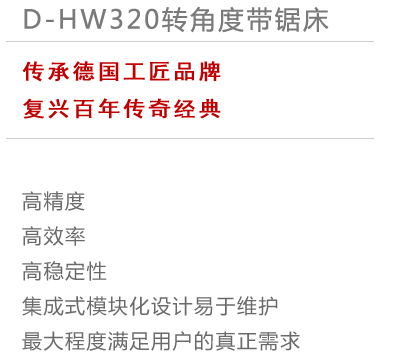 D-HW320转角度带锯床
传承德国工匠品牌
复兴百年传奇经典
高精度
高效率
高稳定性
集成式模块化设计易于维护
最大程度满足用户的真正需求